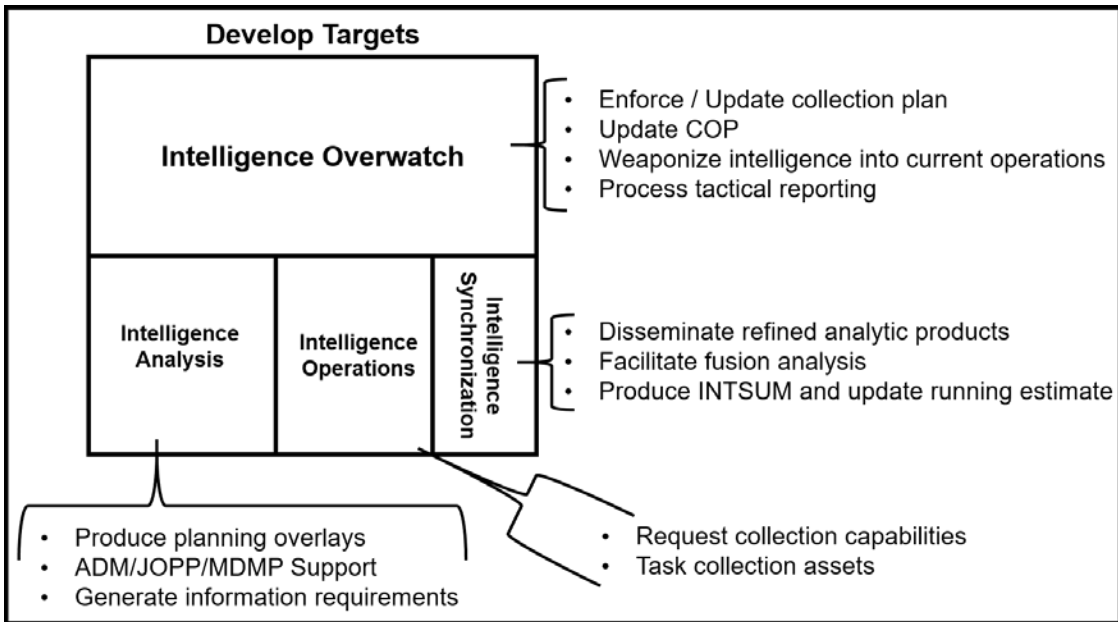 Develop Targets
Intelligence Overwatch
• Enforce / Update collection plan
• Update COP
• Weaponize intelligence into current operations
• Process tactical reporting
Intelligence
Analysis
Intelligence
Operations
Intelligence
Synchronization
• Disseminate refined analytic products
• Facilitate fusion analysis
• Produce INTSUM and update running estimate
• Produce planning overlays
• ADM/JOPP/MDMP Support
• Generate information requirements
• Request collection capabilities
• Task collection assets